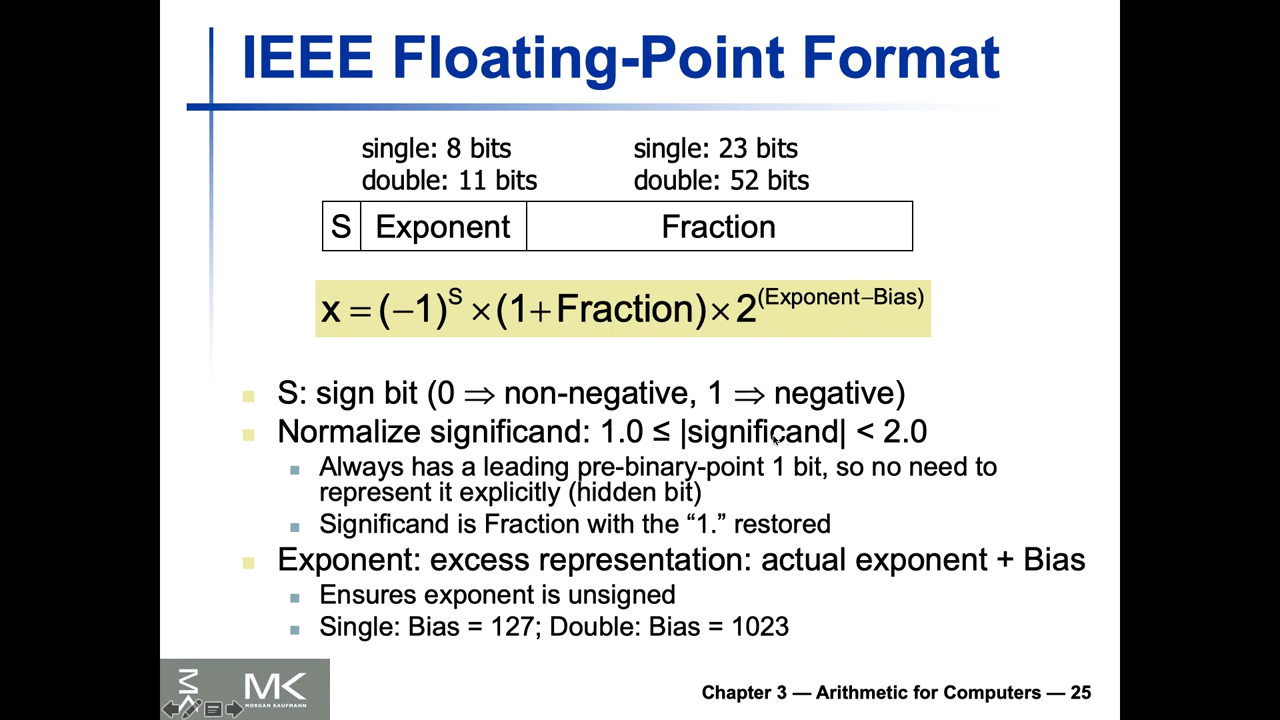 IEEE Floating-Point Format
single: 8 bits
double: 11 bits
single: 23 bits
double: 52 bits
S Exponent Fraction
x = (−1)^S × (1+ Fraction) × 2^(Exponent−Bias)
S: sign bit (0 ⇒ non-negative, 1 ⇒ negative)
Normalize significand: 1.0 ≤ |significand| < 2.0
Always has a leading pre-binary-point 1 bit, so no need to
represent it explicitly (hidden bit)
Significand is Fraction with the “1.” restored
Exponent: excess representation: actual exponent + Bias
Ensures exponent is unsigned
Single: Bias = 127; Double: Bias = 1023
MK
MK
MORGAN KAUFMANN
Chapter 3 — Arithmetic for Computers — 25